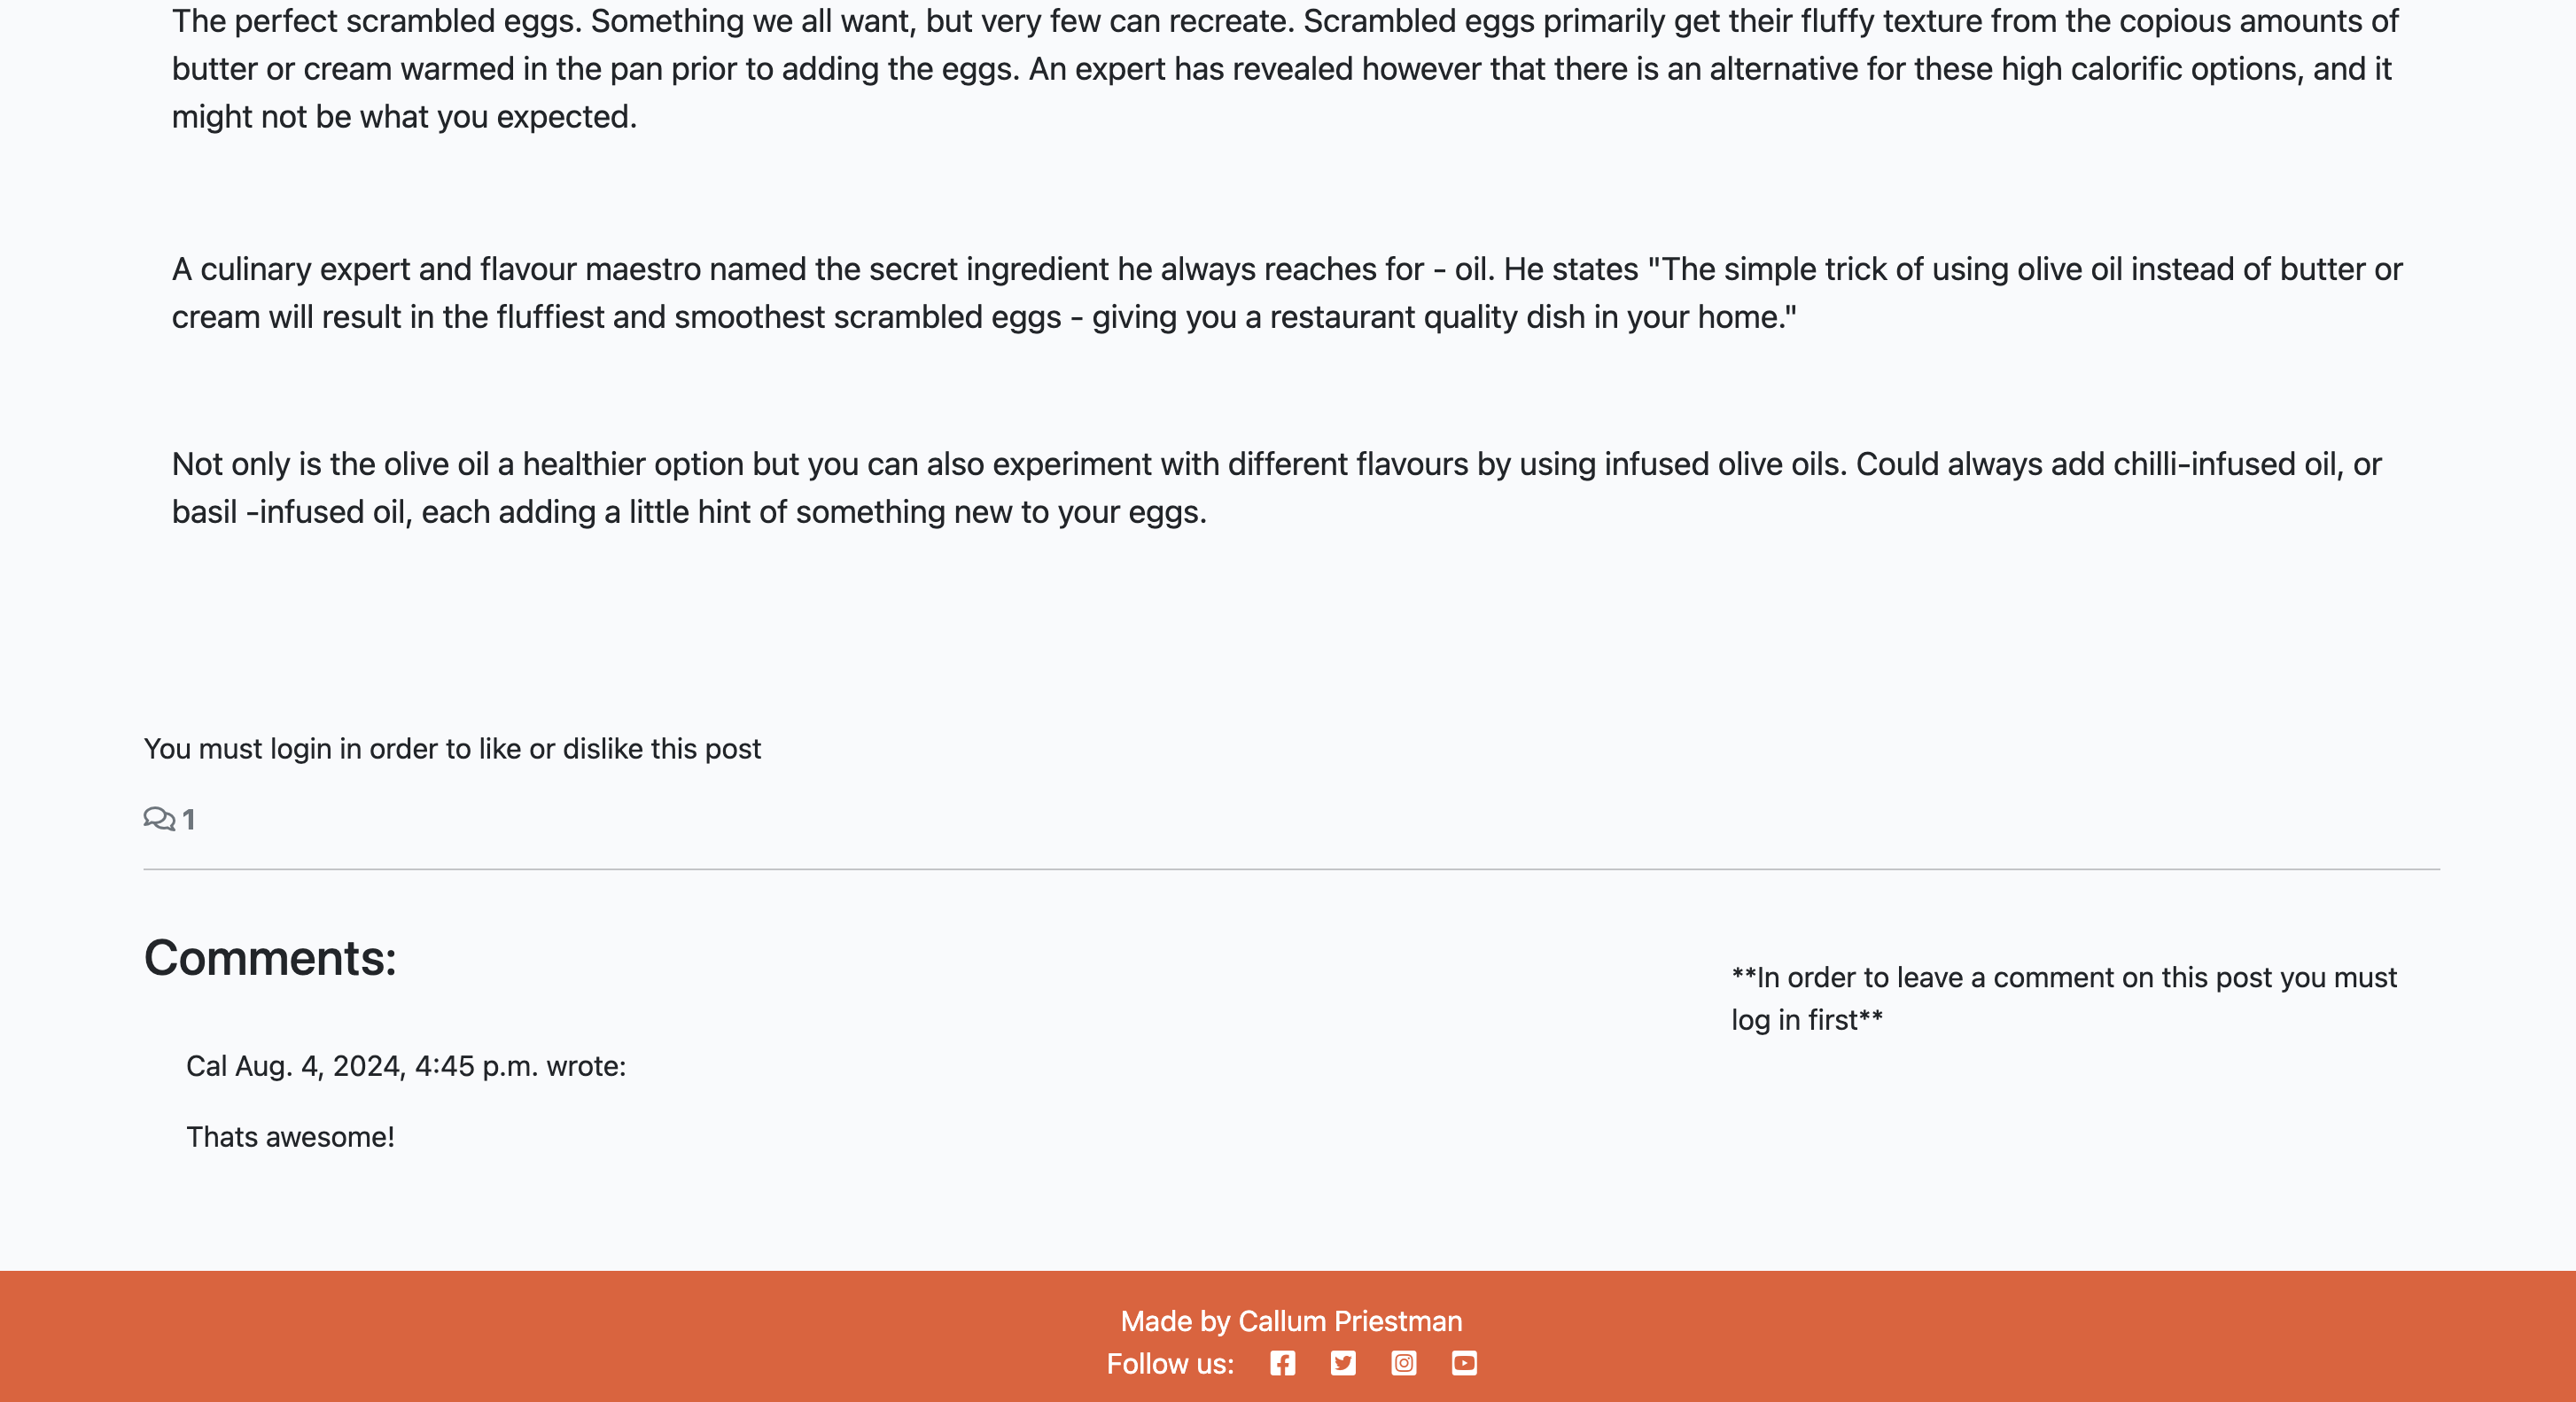 The perfect scrambled eggs. Something we all want, but very few can recreate. Scrambled eggs primarily get their fluffy texture from the copious amounts of
butter or cream warmed in the pan prior to adding the eggs. An expert has revealed however that there is an alternative for these high calorific options, and it
might not be what you expected.
A culinary expert and flavour maestro named the secret ingredient he always reaches for - oil. He states "The simple trick of using olive oil instead of butter or
cream will result in the fluffiest and smoothest scrambled eggs - giving you a restaurant quality dish in your home."
Not only is the olive oil a healthier option but you can also experiment with different flavours by using infused olive oils. Could always add chilli-infused oil, or
basil -infused oil, each adding a little hint of something new to your eggs.
You must login in order to like or dislike this post
1
Comments:
Cal Aug. 4, 2024, 4:45 p.m. wrote:
Thats awesome!
**In order to leave a comment on this post you must
log in first**
Made by Callum Priestman
Follow us: